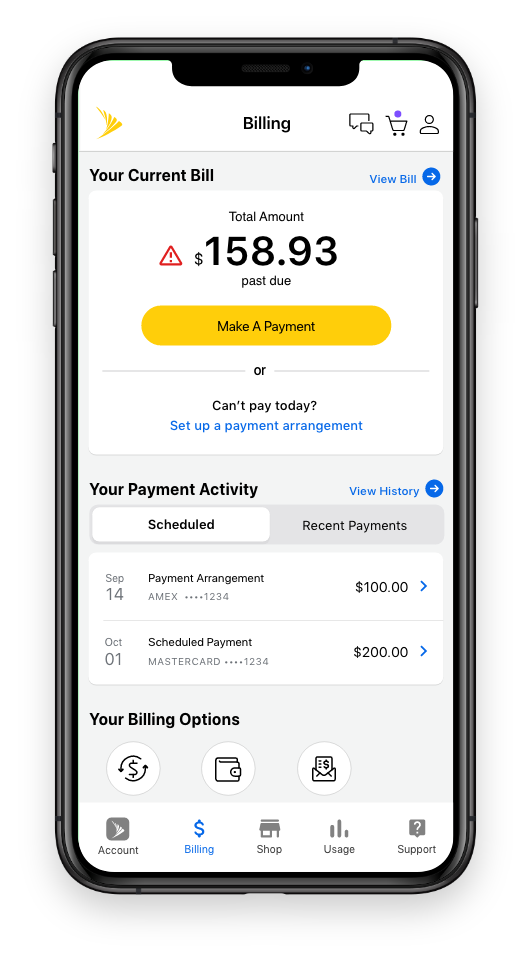 Billing
Your Current Bill
View Bill
Total Amount
$158.93
past due
Make A Payment
or
Can’t pay today?
Set up a payment arrangement
Your Payment Activity
View History
Scheduled
Recent Payments
Sep
14
Payment Arrangement
AMEX ••••1234
$100.00
Oct
01
Scheduled Payment
MASTERCARD ••••1234
$200.00
Your Billing Options
Account
Billing
Shop
Usage
Support